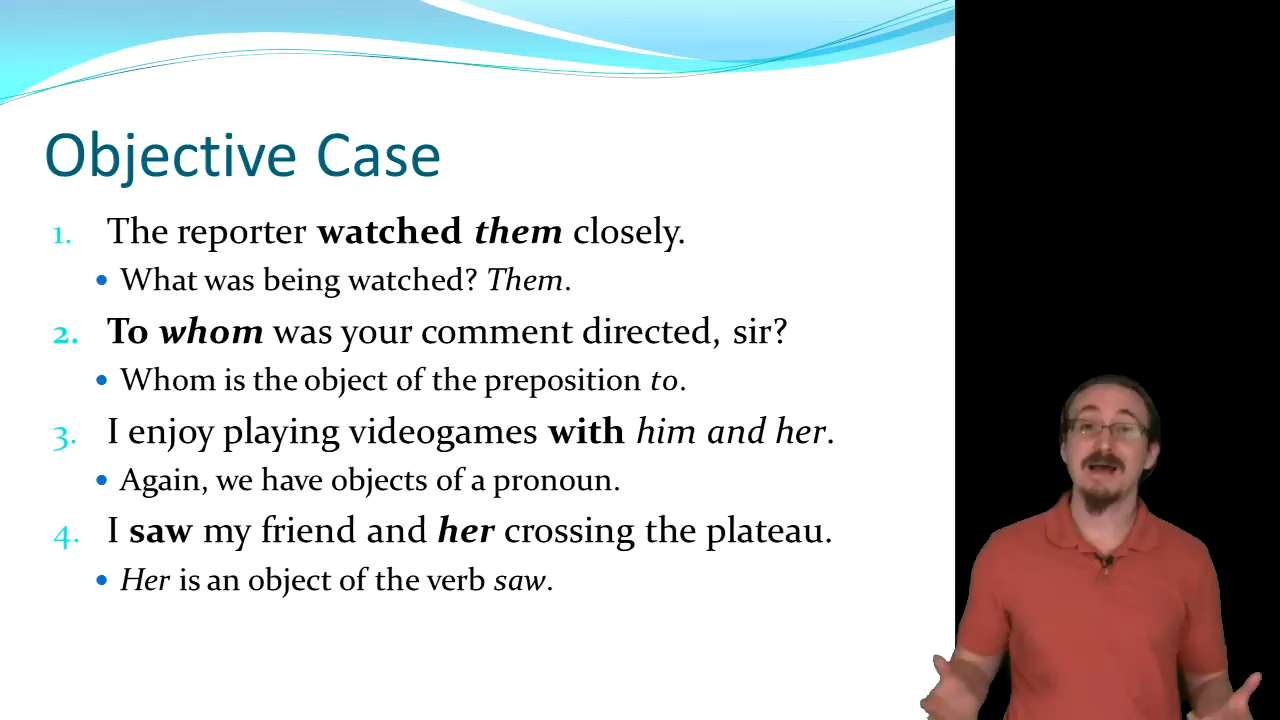 Objective Case
1. The reporter watched them closely.
• What was being watched? Them.
2. To whom was your comment directed, sir?
• Whom is the object of the preposition to.
3. I enjoy playing videogames with him and her.
• Again, we have objects of a pronoun.
4. I saw my friend and her crossing the plateau.
• Her is an object of the verb saw.